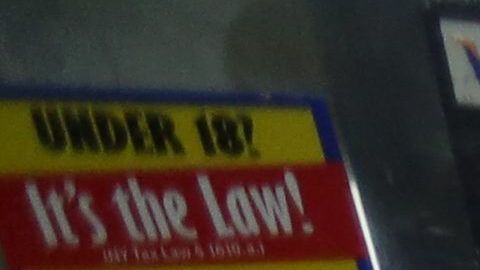 UNDER 18!
It's the Law!